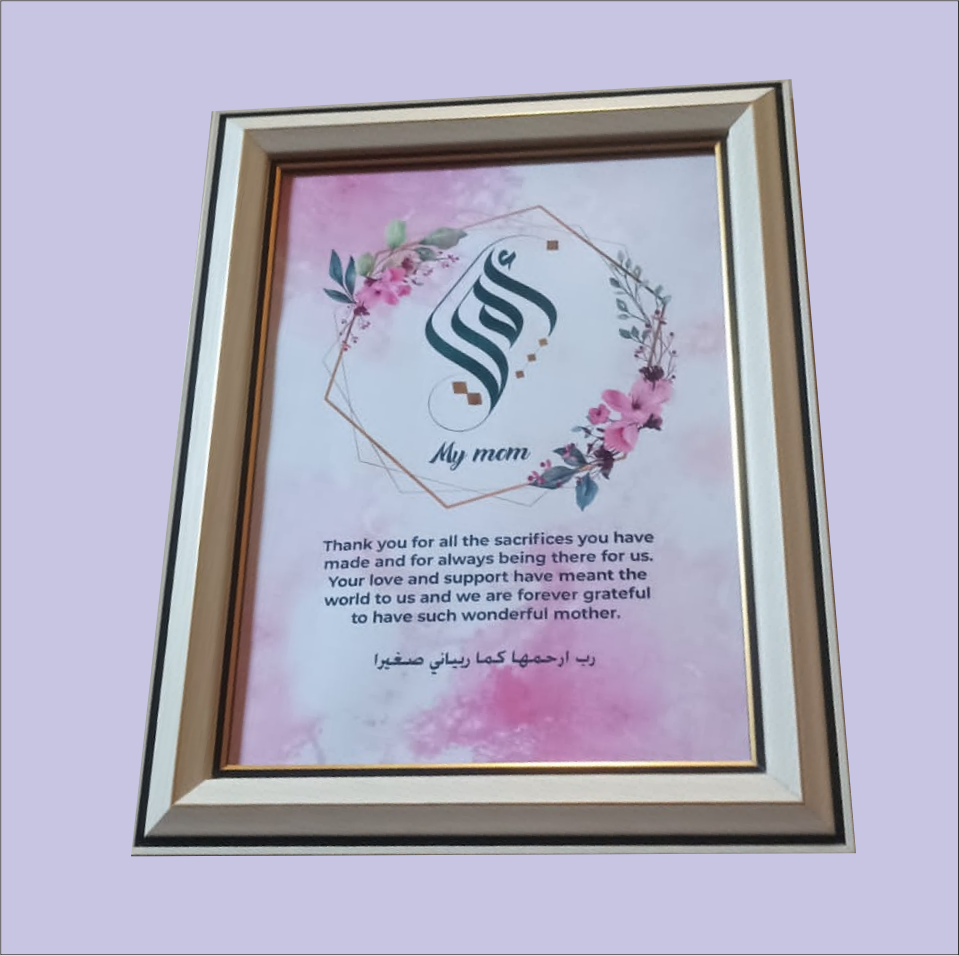 أمي
My mom
Thank you for all the sacrifices you have
made and for always being there for us.
Your love and support have meant the
world to us and we are forever grateful
to have such wonderful mother.
رب ارحمها كما ربياني صغيرا